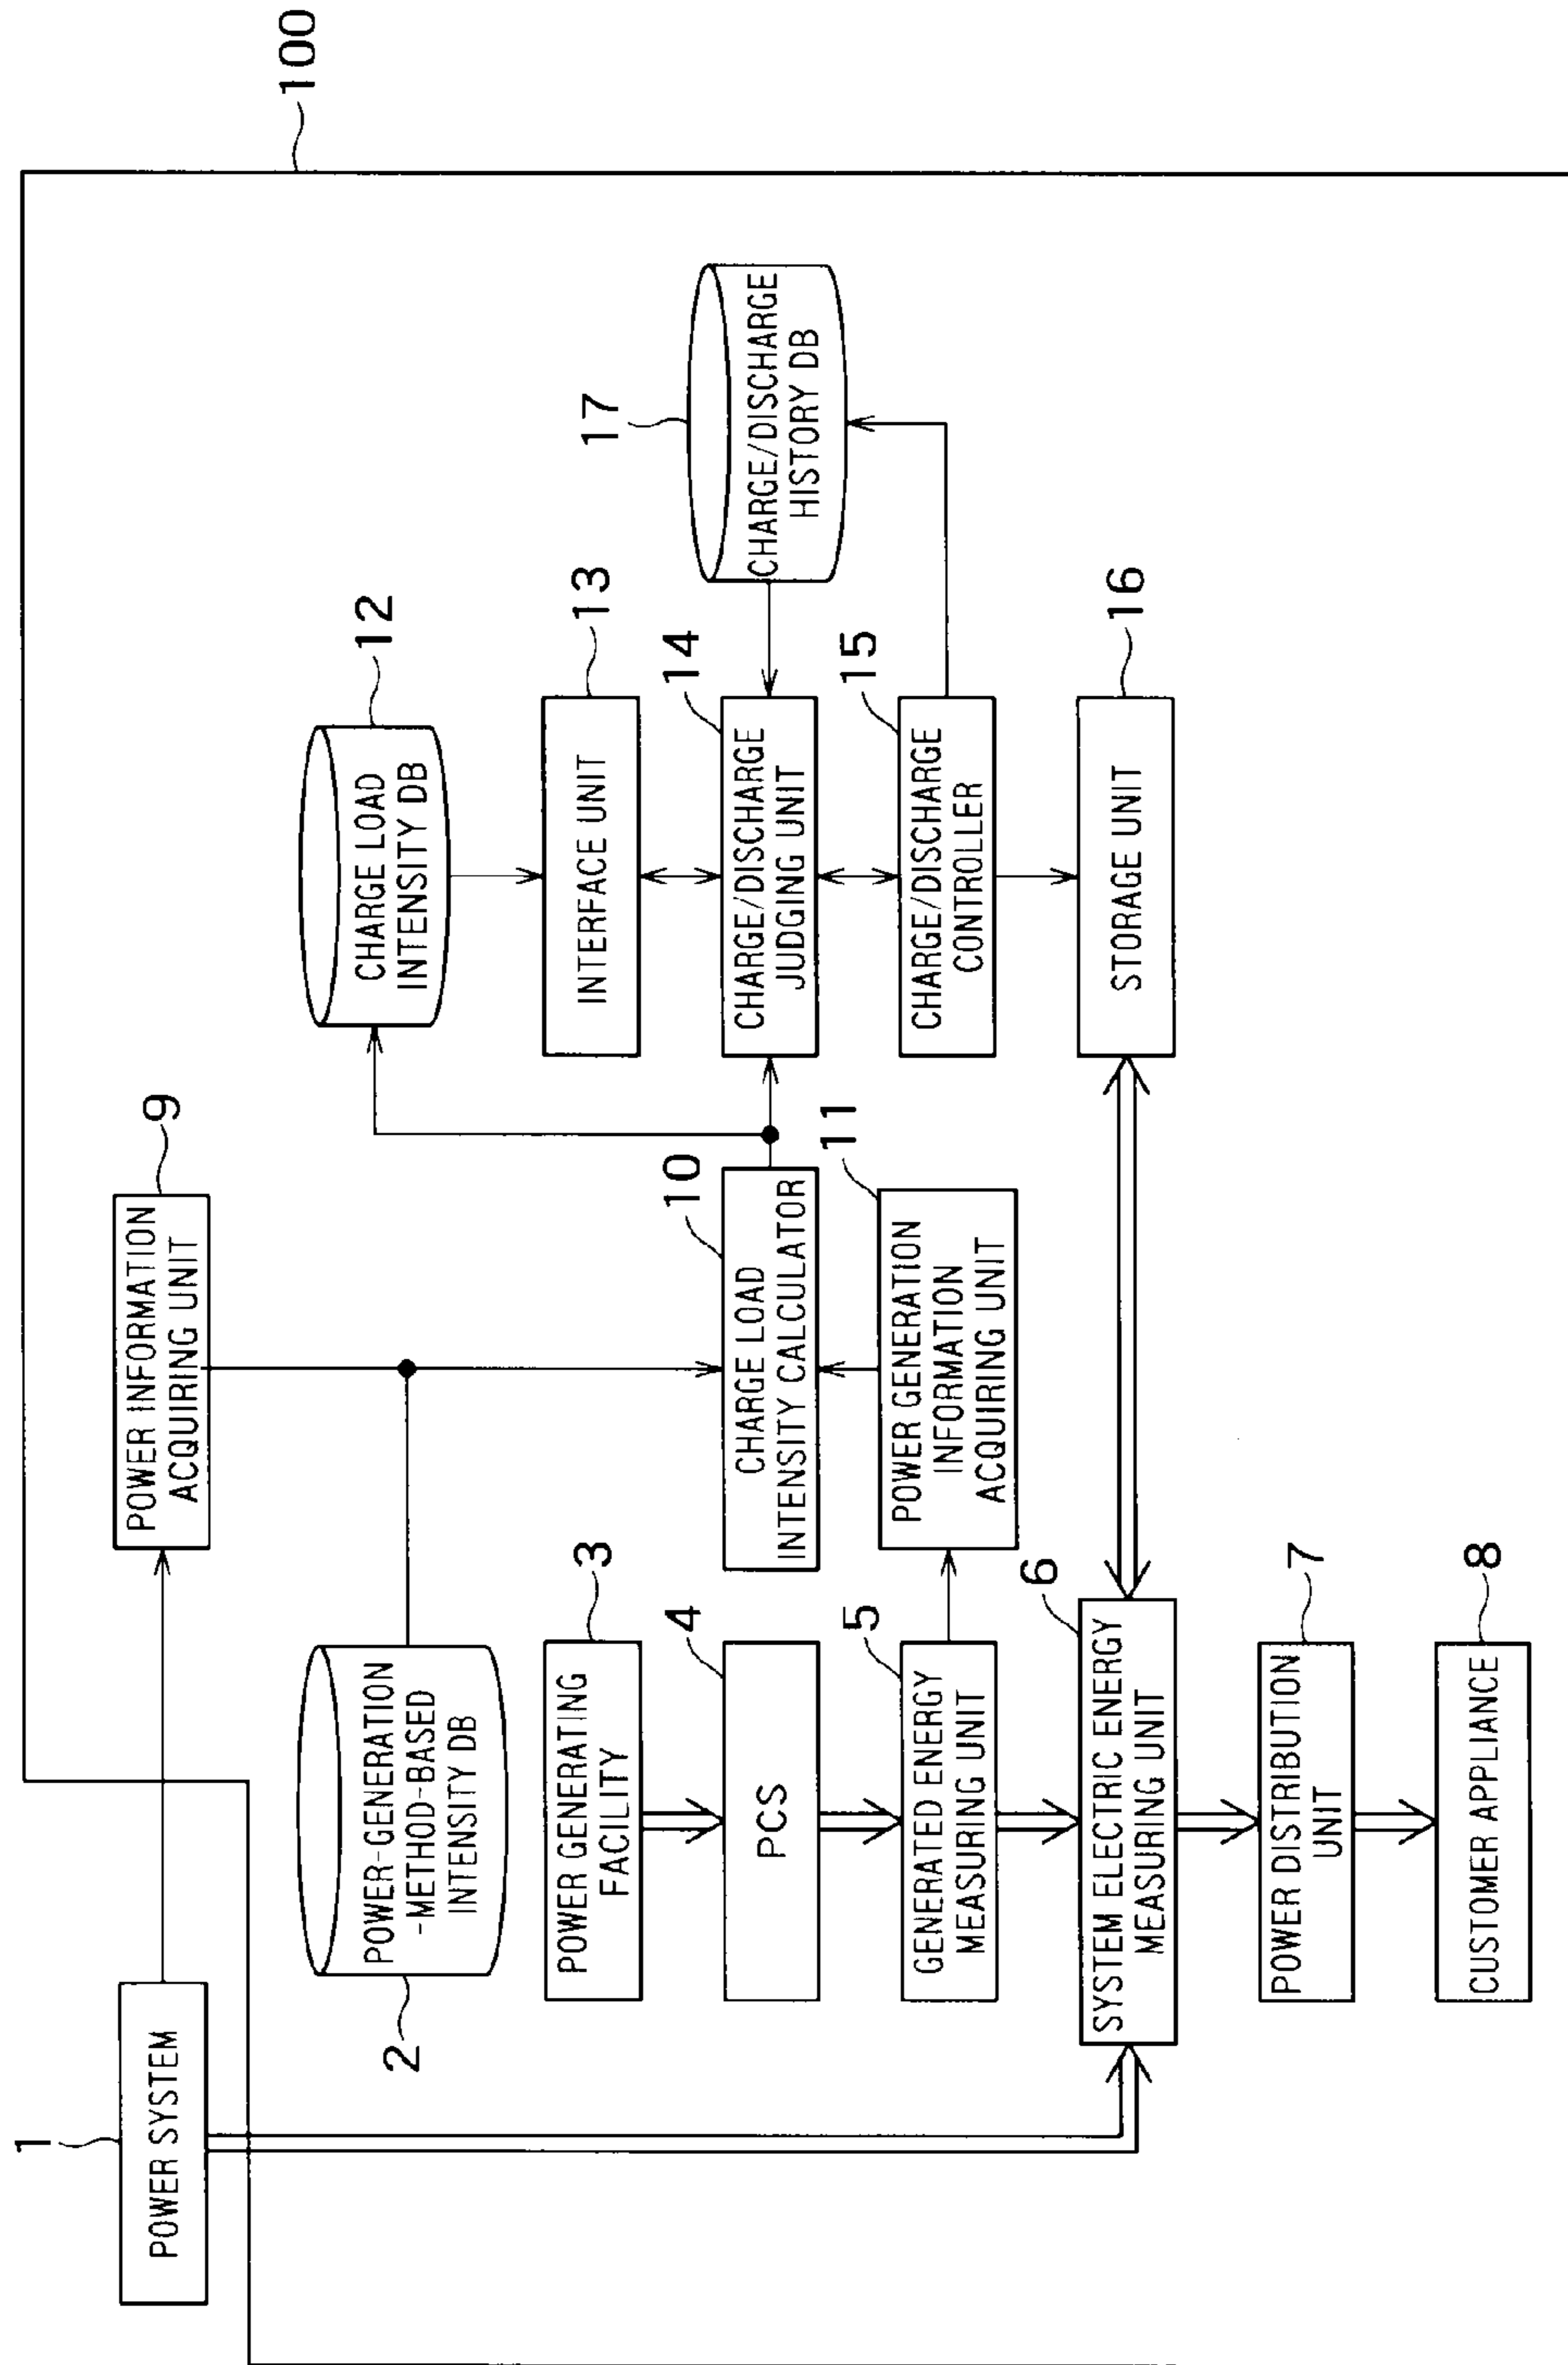 100
1
POWER SYSTEM
9
POWER INFORMATION
ACQUIRING UNIT
2
POWER-GENERATION
-METHOD-BASED
INTENSITY DB
12
CHARGE LOAD
INTENSITY DB
3
POWER GENERATING
FACILITY
13
INTERFACE UNIT
4
PCS
10
CHARGE LOAD
INTENSITY CALCULATOR
14
CHARGE/DISCHARGE
JUDGING UNIT
17
CHARGE/DISCHARGE
HISTORY DB
5
GENERATED ENERGY
MEASURING UNIT
11
POWER GENERATION
INFORMATION
ACQUIRING UNIT
15
CHARGE/DISCHARGE
CONTROLLER
6
SYSTEM ELECTRIC ENERGY
MEASURING UNIT
16
STORAGE UNIT
7
POWER DISTRIBUTION
UNIT
8
CUSTOMER APPLIANCE